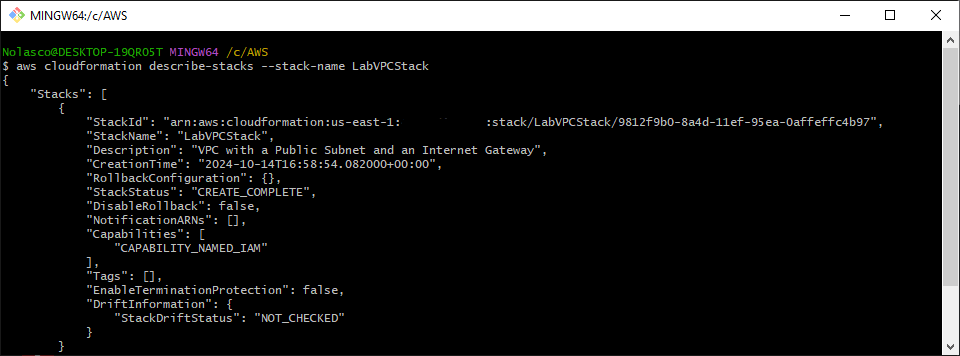 MINGW64:/c/AWS
Nolasco@DESKTOP-19QRO5T MINGW64 /c/AWS
$ aws cloudformation describe-stacks --stack-name LabVPCStack
{
    "Stacks": [
        {
            "StackId": "arn:aws:cloudformation:us-east-1:            :stack/LabVPCStack/9812f9b0-8a4d-11ef-95ea-0affeffc4b97",
            "StackName": "LabVPCStack",
            "Description": "VPC with a Public Subnet and an Internet Gateway",
            "CreationTime": "2024-10-14T16:58:54.082000+00:00",
            "RollbackConfiguration": {},
            "StackStatus": "CREATE_COMPLETE",
            "DisableRollback": false,
            "NotificationARNs": [],
            "Capabilities": [
                "CAPABILITY_NAMED_IAM"
            ],
            "Tags": [],
            "EnableTerminationProtection": false,
            "DriftInformation": {
                "StackDriftStatus": "NOT_CHECKED"
            }
        }